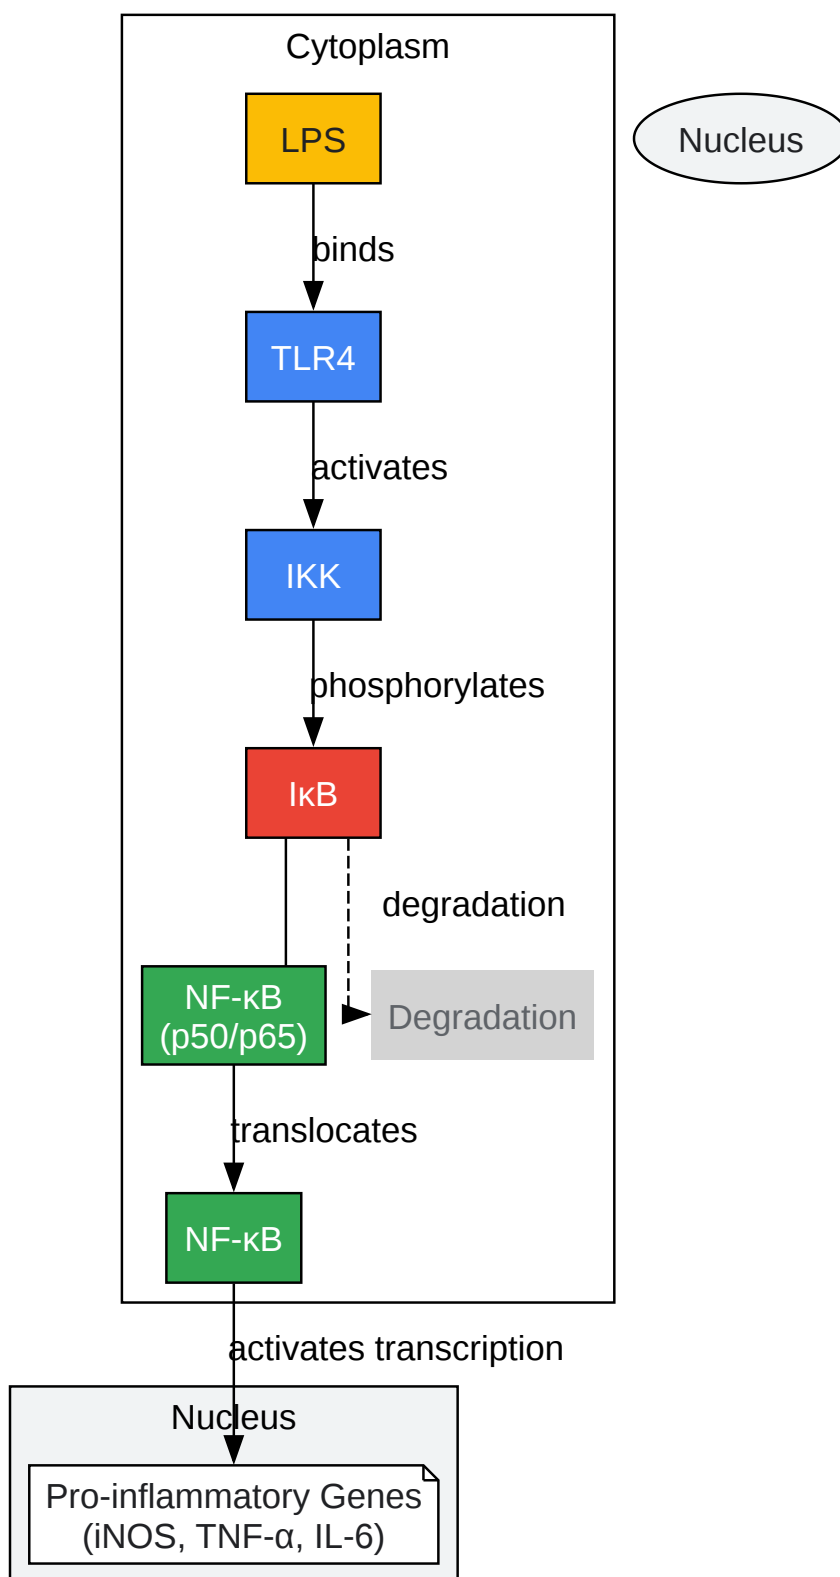 Cytoplasm
LPS
Nucleus
binds
TLR4
activates
IKK
phosphorylates
IκB
degradation
NF-κB
(p50/p65)
Degradation
translocates
NF-κB
activates transcription
Nucleus
Pro-inflammatory Genes
(iNOS, TNF-α, IL-6)